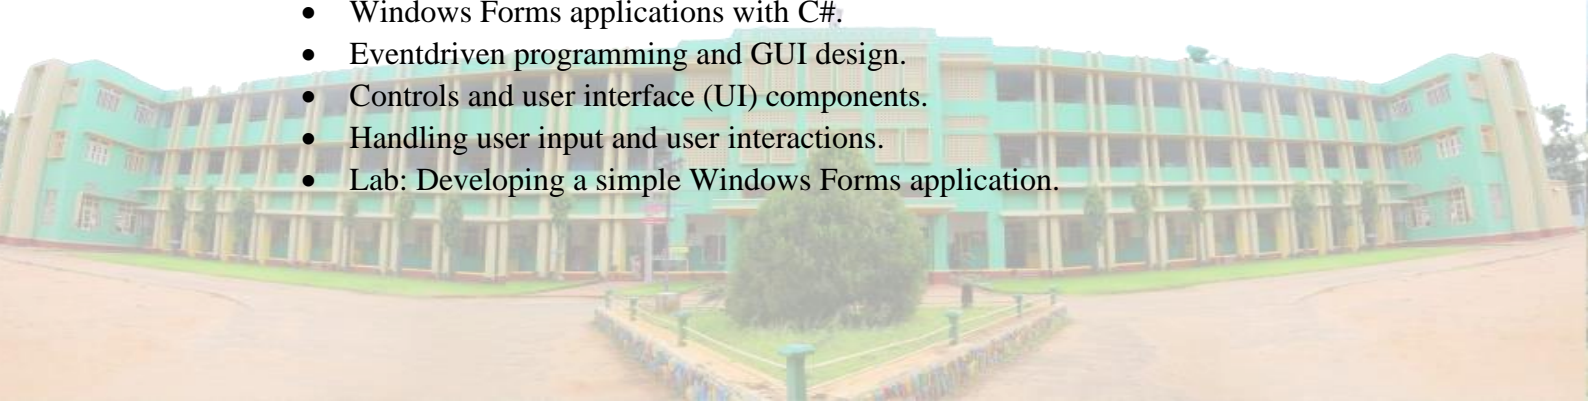 • Windows Forms applications with C#.
• Eventdriven programming and GUI design.
• Controls and user interface (UI) components.
• Handling user input and user interactions.
• Lab: Developing a simple Windows Forms application.